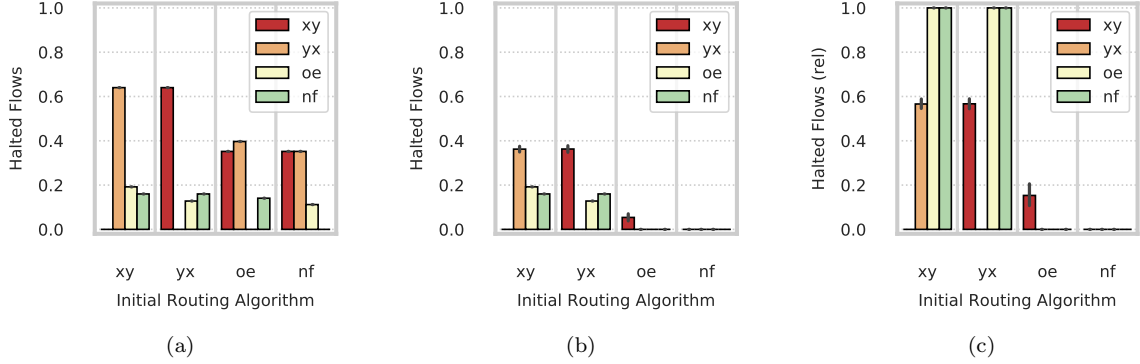 Halted Flows
1.0
0.8
0.6
0.4
0.2
0.0
xy
yx
oe
nf
xy yx oe nf
Initial Routing Algorithm
(a)
Halted Flows
1.0
0.8
0.6
0.4
0.2
0.0
xy
yx
oe
nf
xy yx oe nf
Initial Routing Algorithm
(b)
Halted Flows (rel)
1.0
0.8
0.6
0.4
0.2
0.0
xy
yx
oe
nf
xy yx oe nf
Initial Routing Algorithm
(c)